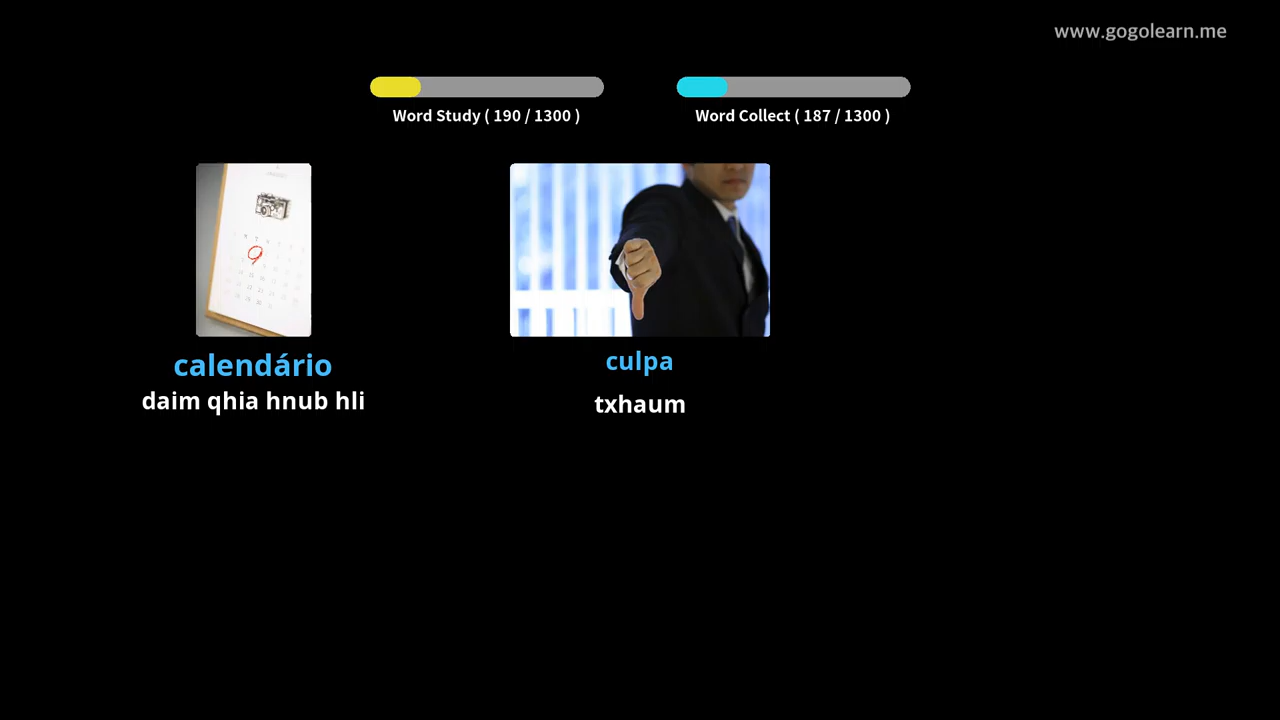 www.gogolearn.me
Word Study ( 190 / 1300 )
Word Collect ( 187 / 1300 )
calendário
daim qhia hnub hli
culpa
txhaum